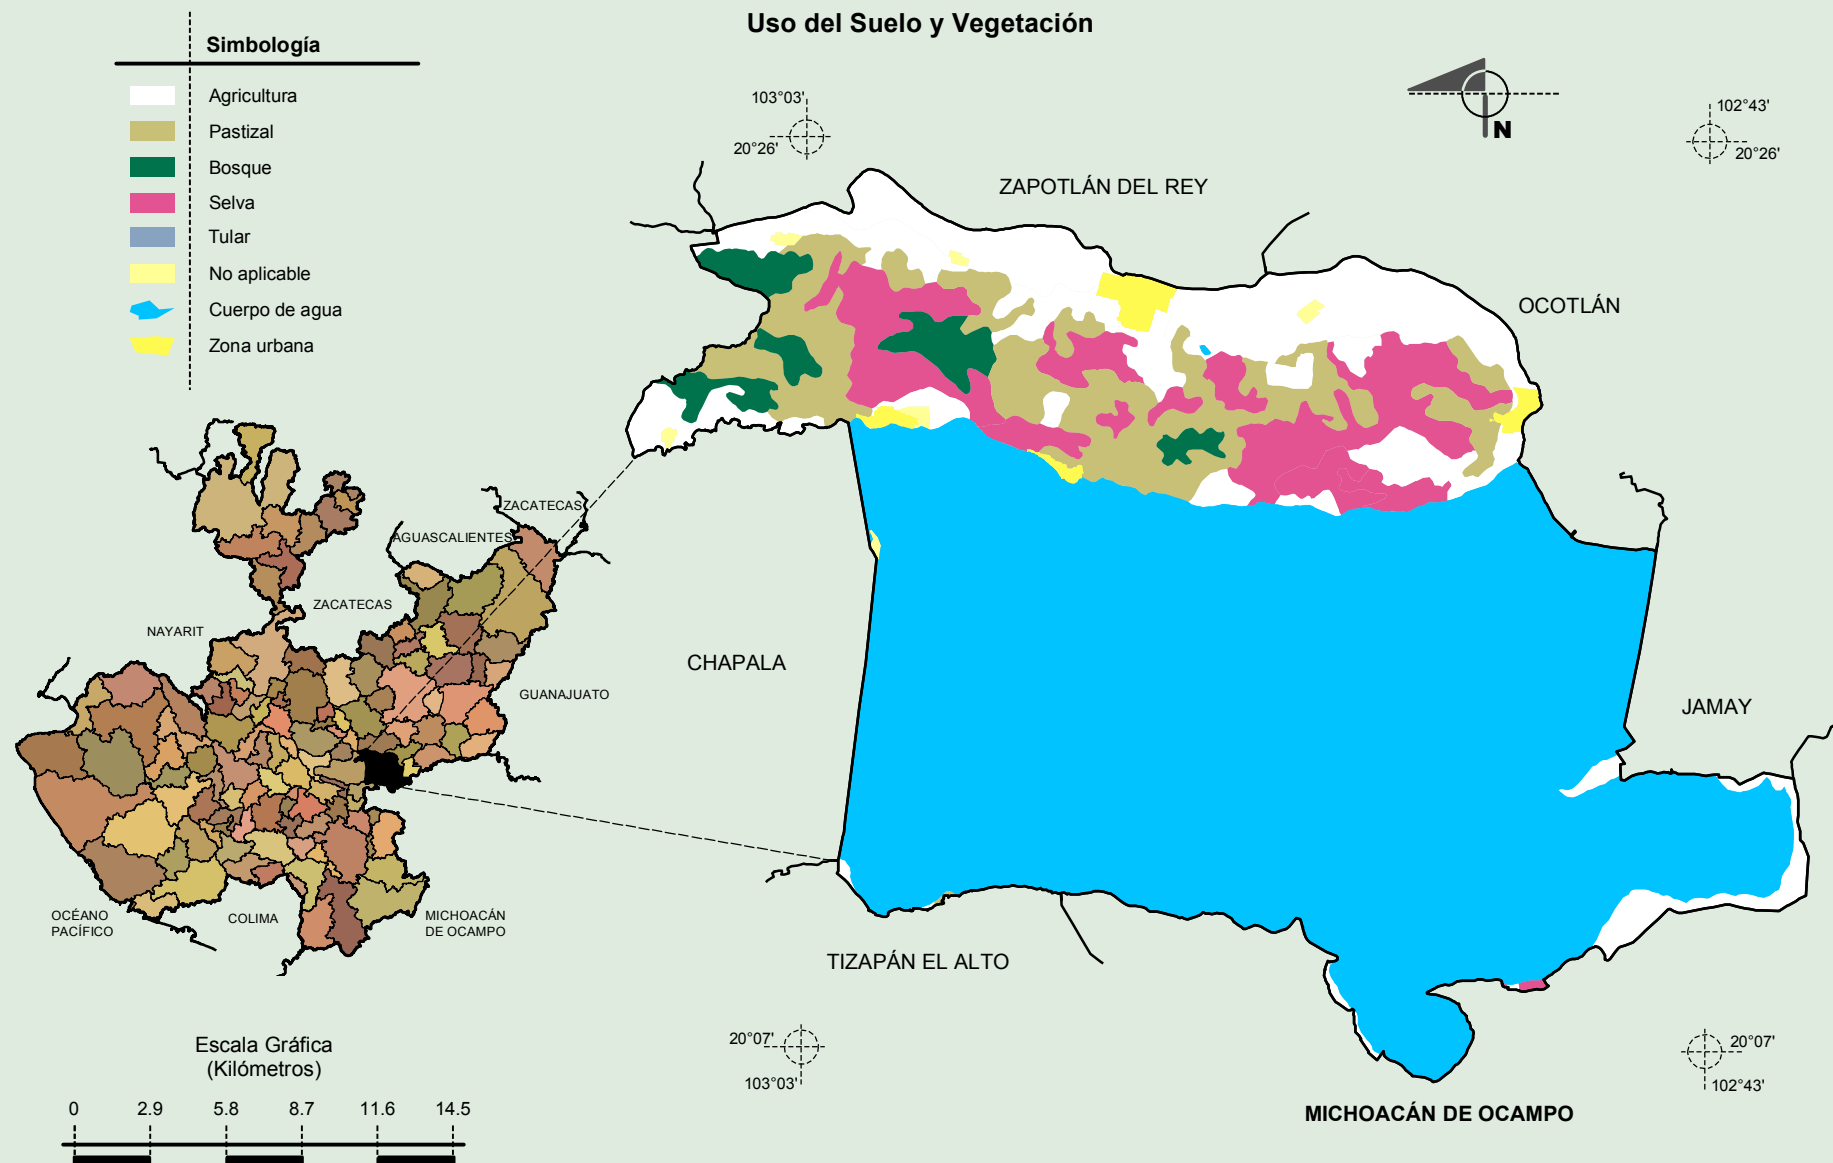 Uso del Suelo y Vegetación
Simbología
Agricultura
Pastizal
Bosque
Selva
Tular
No aplicable
Cuerpo de agua
Zona urbana
N
103°03'
20°26'
102°43'
20°26'
ZAPOTLÁN DEL REY
OCOTLÁN
CHAPALA
JAMAY
TIZAPÁN EL ALTO
MICHOACÁN DE OCAMPO
20°07'
103°03'
20°07'
102°43'
ZACATECAS
AGUASCALIENTES
ZACATECAS
NAYARIT
GUANAJUATO
OCÉANO
PACÍFICO
COLIMA
MICHOACÁN
DE OCAMPO
Escala Gráfica
(Kilómetros)
0 2.9 5.8 8.7 11.6 14.5